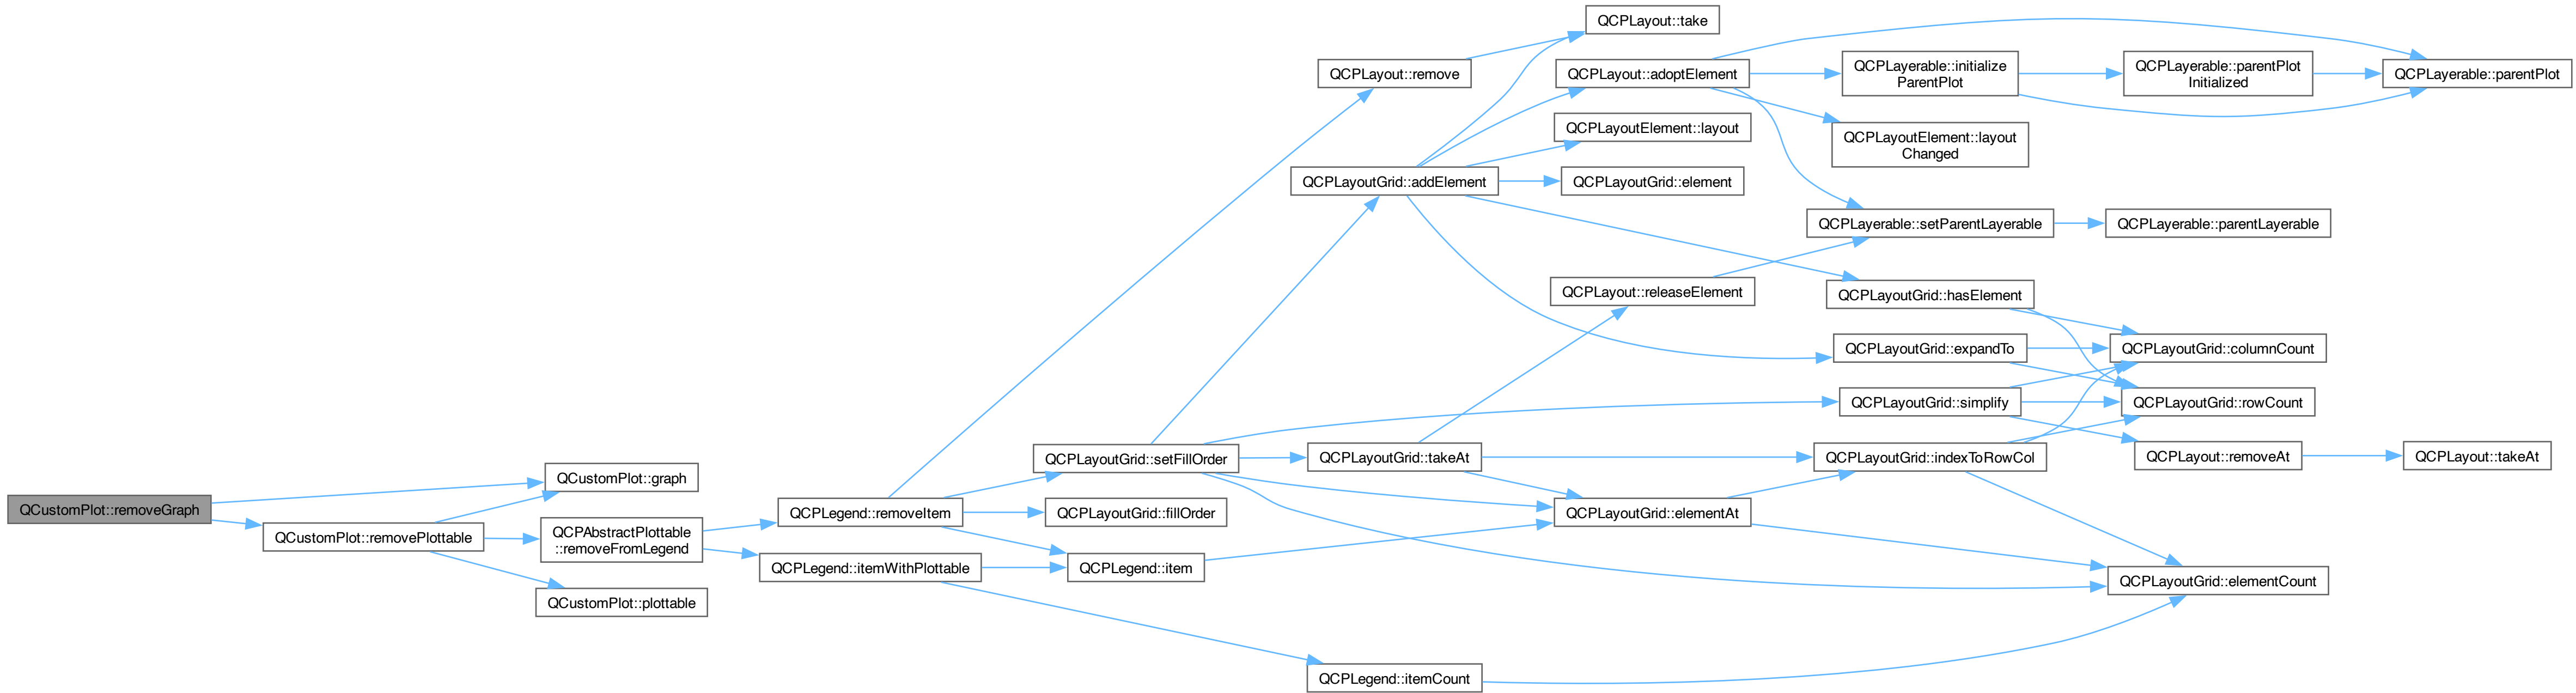 QCustomPlot::removeGraph
QCustomPlot::graph
QCustomPlot::removePlottable
QCPAbstractPlottable
::removeFromLegend
QCustomPlot::plottable
QCPLegend::removeItem
QCPLegend::itemWithPlottable
QCPLayoutGrid::setFillOrder
QCPLayoutGrid::fillOrder
QCPLegend::item
QCPLayout::remove
QCPLayoutGrid::addElement
QCPLayoutGrid::takeAt
QCPLegend::itemCount
QCPLayout::take
QCPLayout::adoptElement
QCPLayoutElement::layout
QCPLayoutGrid::element
QCPLayout::releaseElement
QCPLayoutGrid::elementAt
QCPLayerable::initialize
ParentPlot
QCPLayoutElement::layout
Changed
QCPLayerable::setParentLayerable
QCPLayoutGrid::hasElement
QCPLayoutGrid::expandTo
QCPLayoutGrid::simplify
QCPLayoutGrid::indexToRowCol
QCPLayerable::parentPlot
Initialized
QCPLayerable::parentLayerable
QCPLayoutGrid::columnCount
QCPLayoutGrid::rowCount
QCPLayout::removeAt
QCPLayoutGrid::elementCount
QCPLayerable::parentPlot
QCPLayout::takeAt